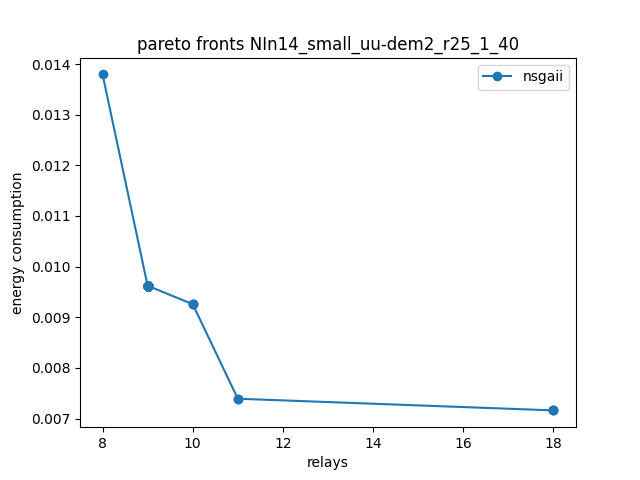 pareto fronts NIn14_small_uu-dem2_r25_1_40
nsgaii
0.014
0.013
0.012
0.011
0.010
0.009
0.008
0.007
energy consumption
8 10 12 14 16 18
relays